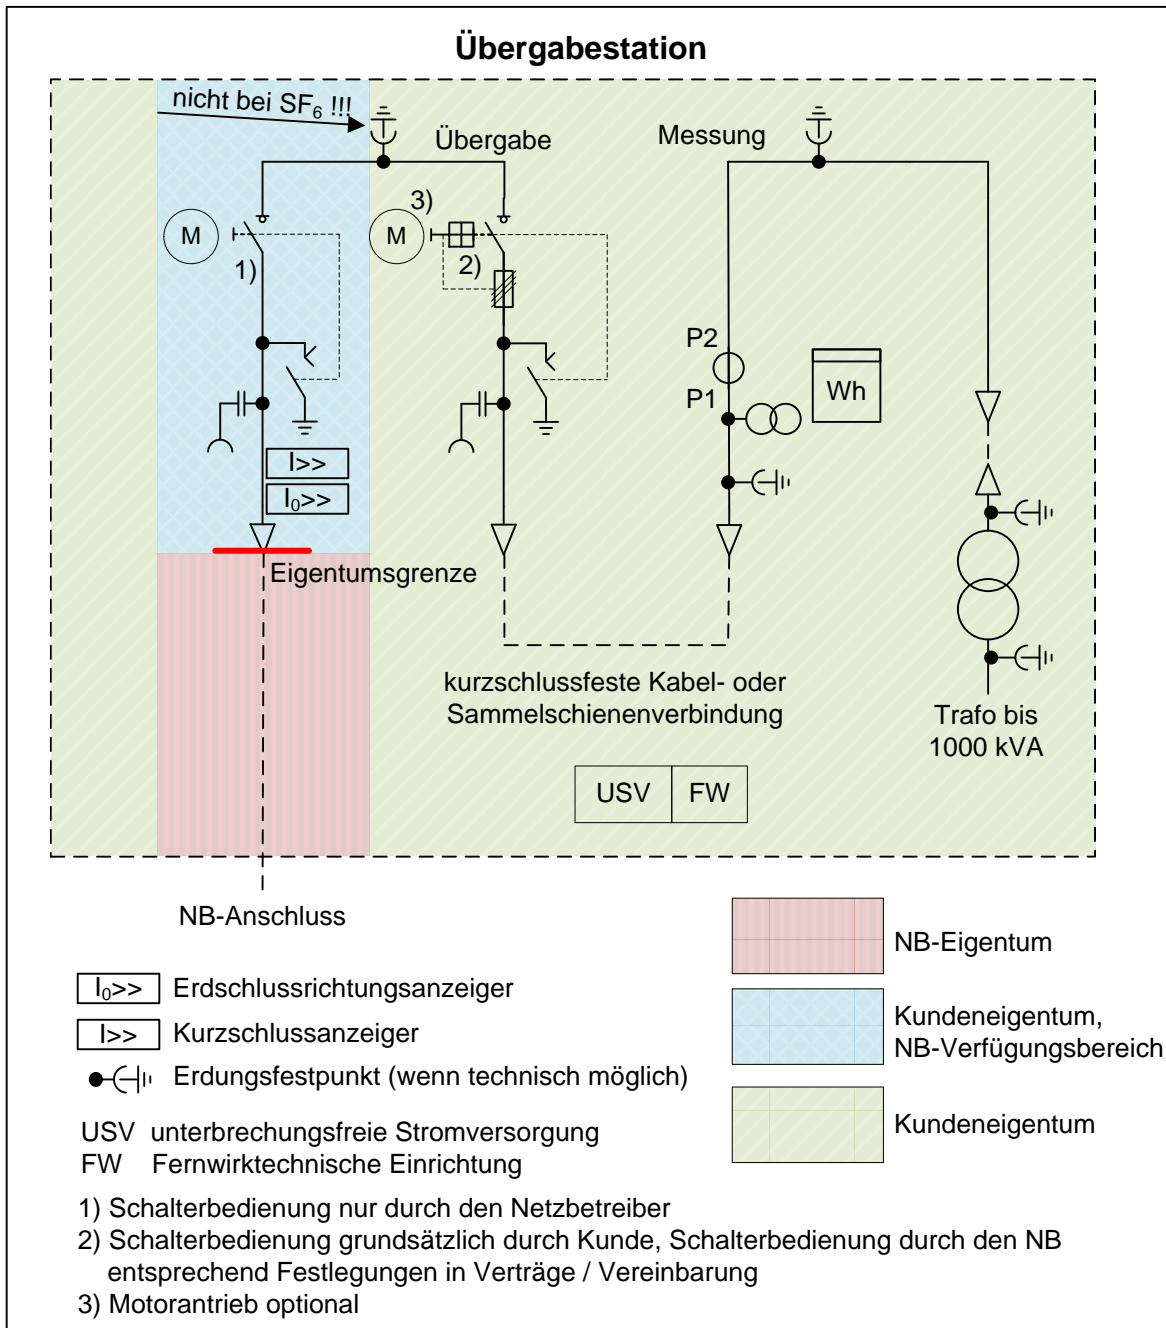 Übergabestation
nicht bei SF₆ !!!
Übergabe
Messung
3)
M
M
1)
2)
P2
P1
Wh
I>>
I₀>>
Eigentumsgrenze
kurzschlussfeste Kabel- oder
Sammelschienenverbindung
Trafo bis
1000 kVA
USV
FW
NB-Anschluss
NB-Eigentum
I₀>> Erdschlussrichtungsanzeiger
I>> Kurzschlussanzeiger
Kundeneigentum,
NB-Verfügungsbereich
Erdungsfestpunkt (wenn technisch möglich)
Kundeneigentum
USV unterbrechungsfreie Stromversorgung
FW Fernwirktechnische Einrichtung
1) Schalterbedienung nur durch den Netzbetreiber
2) Schalterbedienung grundsätzlich durch Kunde, Schalterbedienung durch den NB
entsprechend Festlegungen in Verträge / Vereinbarung
3) Motorantrieb optional